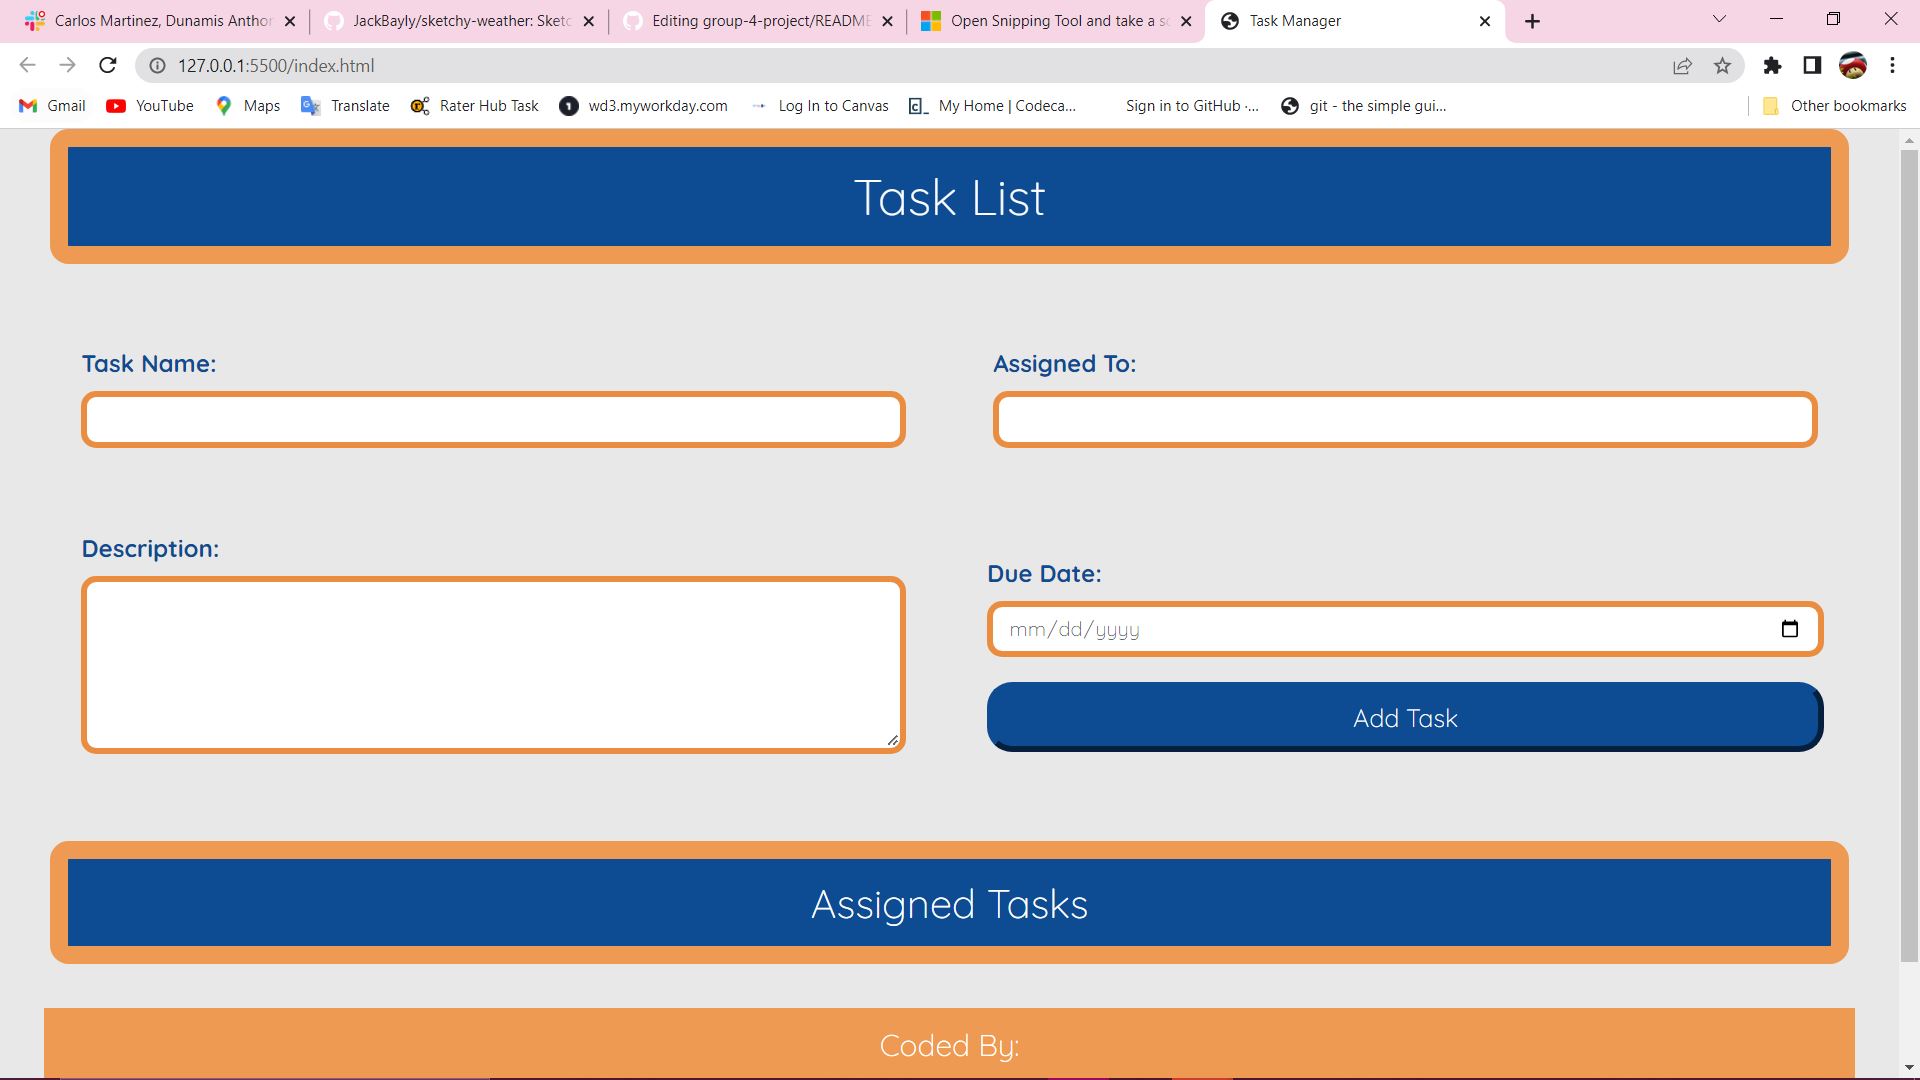 Carlos Martinez, Dunamis Anthor
JackBayly/sketchy-weather: Sketc
Editing group-4-project/README
Open Snipping Tool and take a sc
Task Manager
127.0.0.1:5500/index.html
Gmail
YouTube
Maps
Translate
Rater Hub Task
wd3.myworkday.com
Log In to Canvas
My Home | Codeca...
Sign in to GitHub ·...
git - the simple gui...
Other bookmarks
Task List
Task Name:
Assigned To:
Description:
Due Date:
mm/dd/yyyy
Add Task
Assigned Tasks
Coded By: